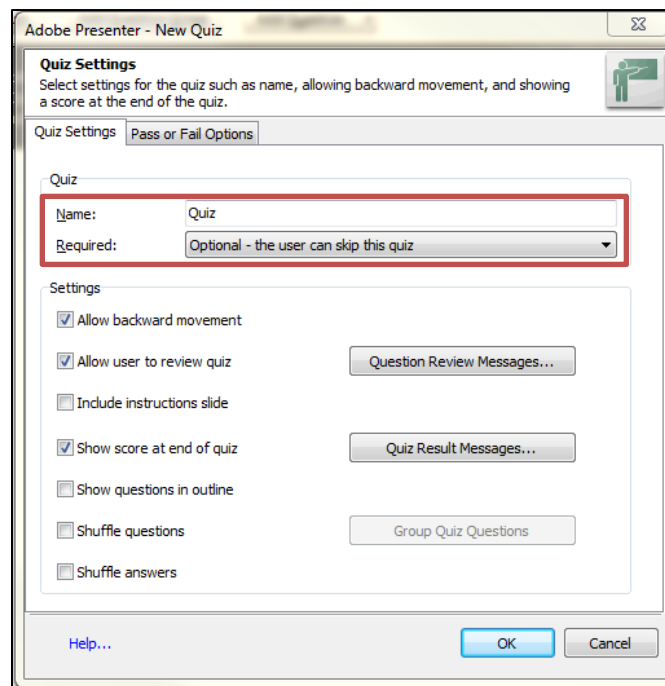 Adobe Presenter - New Quiz
Quiz Settings
Select settings for the quiz such as name, allowing backward movement, and showing
a score at the end of the quiz.
Quiz Settings Pass or Fail Options
Quiz
Name: Quiz
Required: Optional - the user can skip this quiz
Settings
Allow backward movement
Allow user to review quiz Question Review Messages...
Include instructions slide
Show score at end of quiz Quiz Result Messages...
Show questions in outline
Shuffle questions Group Quiz Questions
Shuffle answers
Help... OK Cancel